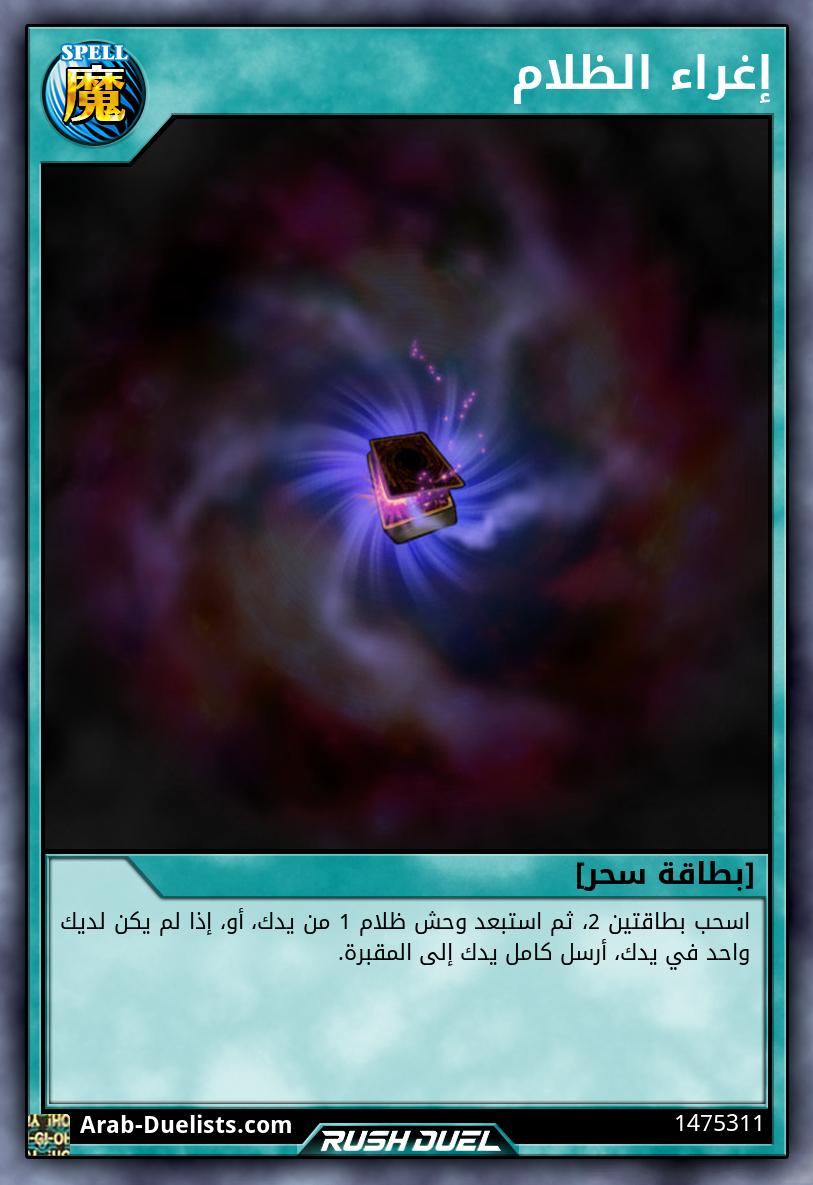 إغراء الظلام
SPELL
魔
[بطاقة سحر]
اسحب بطاقتين 2، ثم استبعد وحش ظلام 1 من يدك، أو، إذا لم يكن لديك
واحد في يدك، أرسل كامل يدك إلى المقبرة.
1475311
Arab-Duelists.com
RUSH DUEL